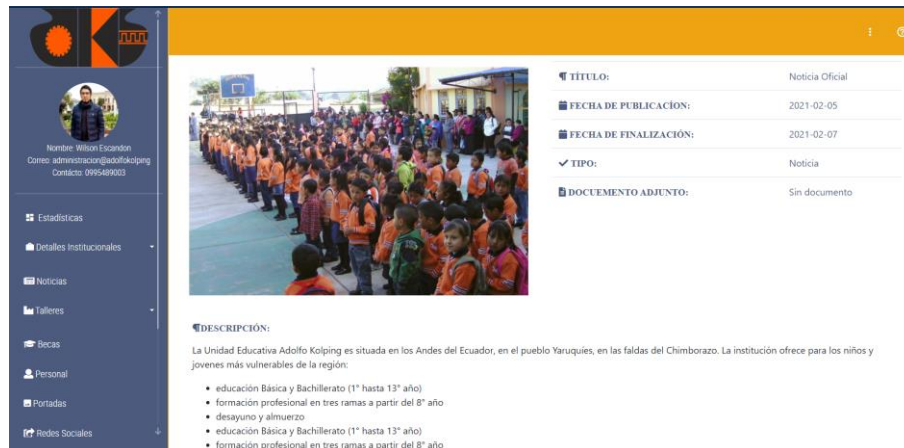 Nombre: Wilson Escandon
Correo: administracion@adolfokolping
Contácto: 0995489003
Estadísticas
Detalles Institucionales
Noticias
Talleres
Becas
Personal
Portadas
Redes Sociales
TÍTULO: Noticia Oficial
FECHA DE PUBLICACÍON: 2021-02-05
FECHA DE FINALIZACIÓN: 2021-02-07
TIPO: Noticia
DOCUEMENTO ADJUNTO: Sin documento
DESCRIPCIÓN:
La Unidad Educativa Adolfo Kolping es situada en los Andes del Ecuador, en el pueblo Yaruquíes, en las faldas del Chimborazo. La institución ofrece para los niños y
jovenes más vulnerables de la región:
• educación Básica y Bachillerato (1° hasta 13° año)
• formación profesional en tres ramas a partir del 8° año
• desayuno y almuerzo
• educación Básica y Bachillerato (1° hasta 13° año)
• formación profesional en tres ramas a partir del 8° año